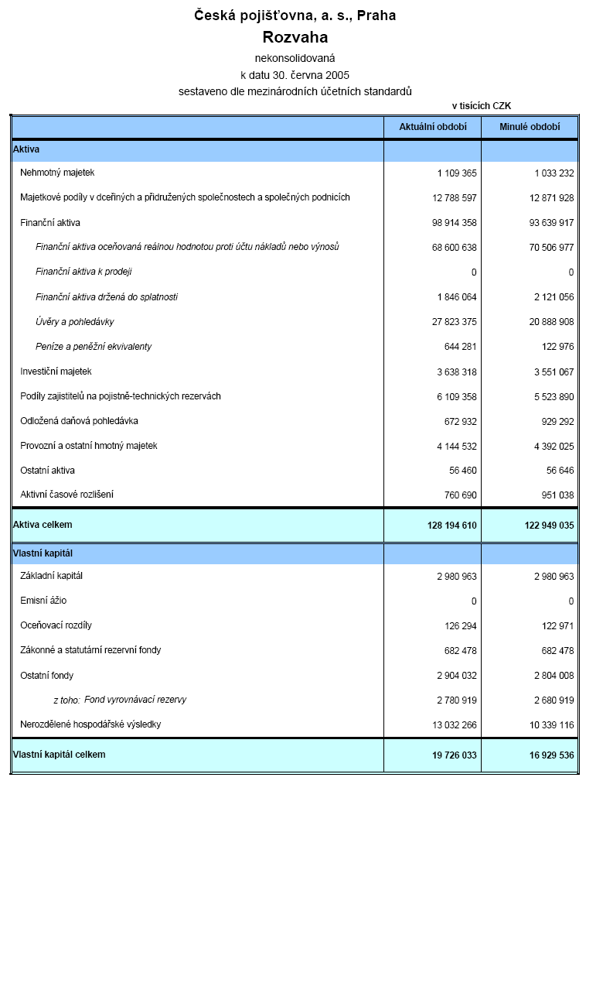 Česká pojišťovna, a. s., Praha
Rozvaha
nekonsolidovaná
k datu 30. června 2005
sestaveno dle mezinárodních účetních standardů
v tisících CZK
Aktuální období Minulé období
Aktiva
Nehmotný majetek 1 109 365 1 033 232
Majetkové podíly v dceřiných a přidružených společnostech a společných podnicích 12 788 597 12 871 928
Finanční aktiva 98 914 358 93 639 917
Finanční aktiva oceňovaná reálnou hodnotou proti účtu nákladů nebo výnosů 68 600 638 70 506 977
Finanční aktiva k prodeji 0 0
Finanční aktiva držená do splatnosti 1 846 064 2 121 056
Úvěry a pohledávky 27 823 375 20 888 908
Peníze a peněžní ekvivalenty 644 281 122 976
Investiční majetek 3 638 318 3 551 067
Podíly zajistitelů na pojistně-technických rezervách 6 109 358 5 523 890
Odložená daňová pohledávka 672 932 929 292
Provozní a ostatní hmotný majetek 4 144 532 4 392 025
Ostatní aktiva 56 460 56 646
Aktivní časové rozlišení 760 690 951 038
Aktiva celkem 128 194 610 122 949 035
Vlastní kapitál
Základní kapitál 2 980 963 2 980 963
Emisní ážio 0 0
Oceňovací rozdíly 126 294 122 971
Zákonné a statutární rezervní fondy 682 478 682 478
Ostatní fondy 2 904 032 2 804 008
z toho: Fond vyrovnávací rezervy 2 780 919 2 680 919
Nerozdělené hospodářské výsledky 13 032 266 10 339 116
Vlastní kapitál celkem 19 726 033 16 929 536